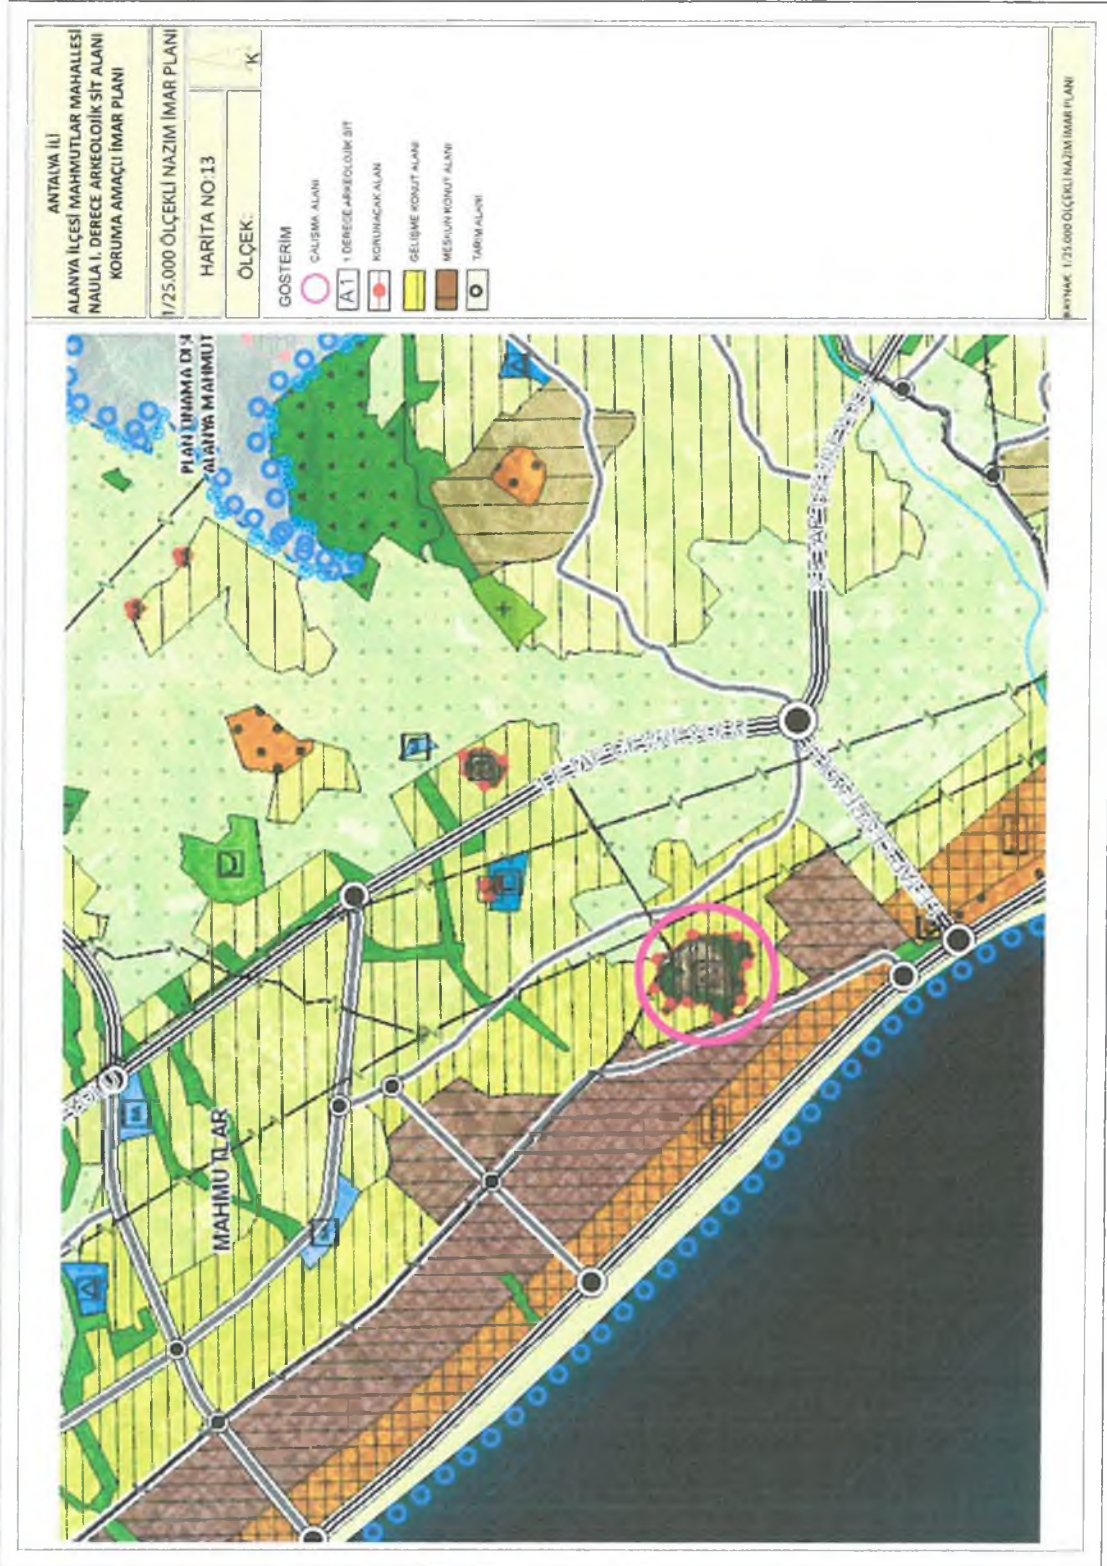 ANTALYA İLİ
ALANYA İLÇESİ MAHMUTLAR MAHALLESİ
NAULA I. DERECE ARKEOLOJİK SİT ALANI
KORUMA AMAÇLI İMAR PLANI
1/25.000 ÖLÇEKLİ NAZIM İMAR PLANI
HARİTA NO:13
K
ÖLÇEK:
GÖSTERİM
ÇALIŞMA ALANI
A1
1 DERECE ARKEOLOJİK SİT
KORUNACAK ALAN
GELİŞME KONUT ALANI
MESKUN KONUT ALANI
TARIM ALANI
KAYNAK: 1/25.000 ÖLÇEKLİ NAZIM İMAR PLANI
ALANYA MAHMUT
MAHMUTLAR